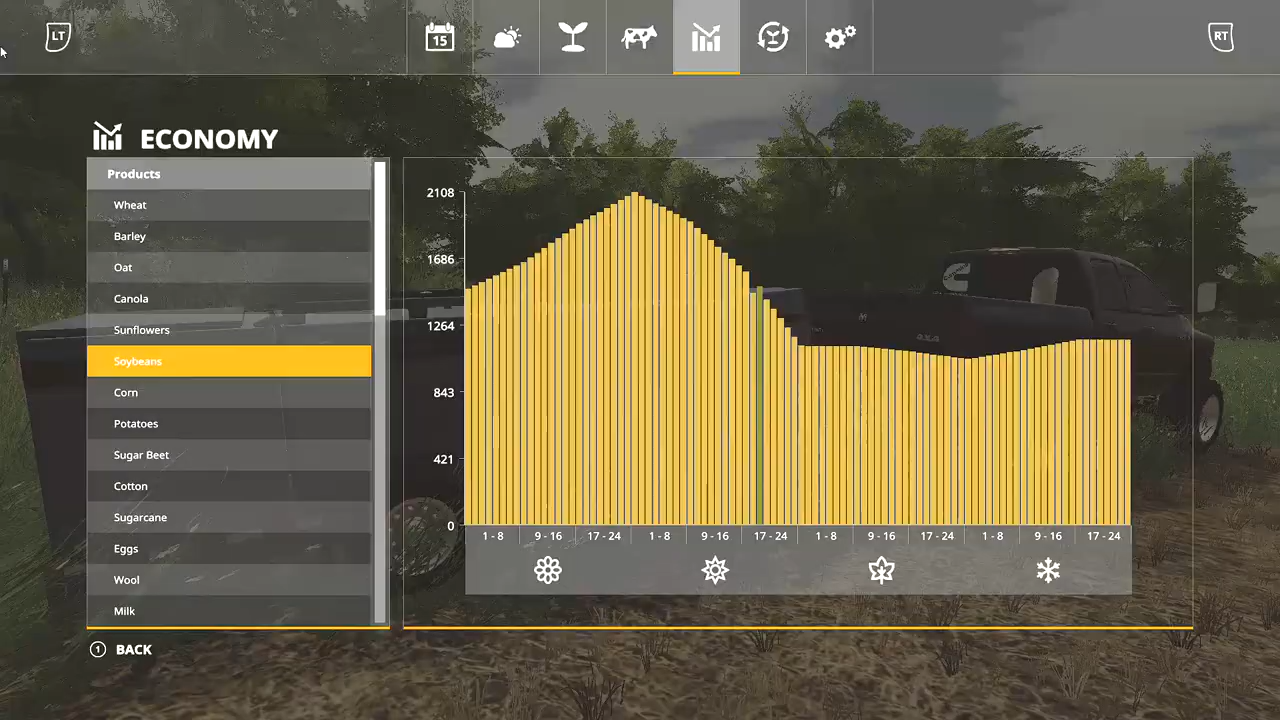 LT
15
RT
ECONOMY
Products
Wheat
Barley
Oat
Canola
Sunflowers
Soybeans
Corn
Potatoes
Sugar Beet
Cotton
Sugarcane
Eggs
Wool
Milk
2108
1686
1264
843
421
0
1 - 8 9 - 16 17 - 24 1 - 8 9 - 16 17 - 24 1 - 8 9 - 16 17 - 24 1 - 8 9 - 16 17 - 24
1 BACK